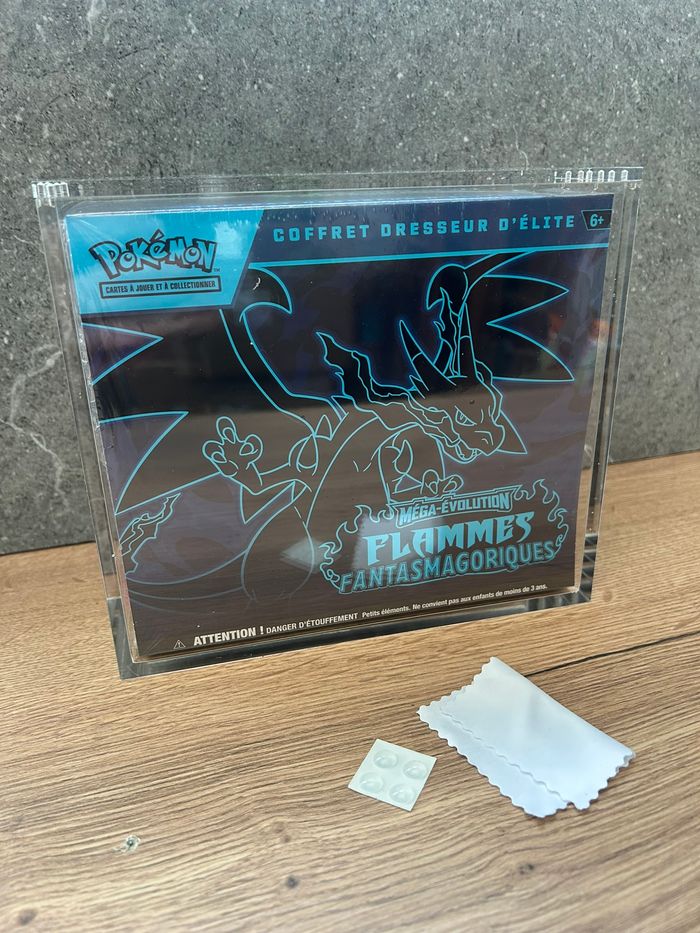 POKéMON™
CARTES À JOUER ET À COLLECTIONNER
COFFRET DRESSEUR D'ÉLITE
6+
MÉGA-ÉVOLUTION
FLAMMES
FANTASMAGORIQUES
ATTENTION ! DANGER D'ÉTOUFFEMENT Petits éléments. Ne convient pas aux enfants de moins de 3 ans.